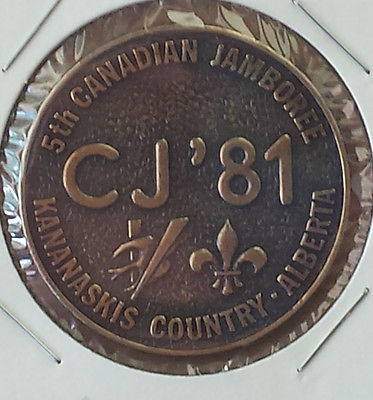 5th CANADIAN JAMBOREE
CJ'81
KANANASKIS COUNTRY · ALBERTA